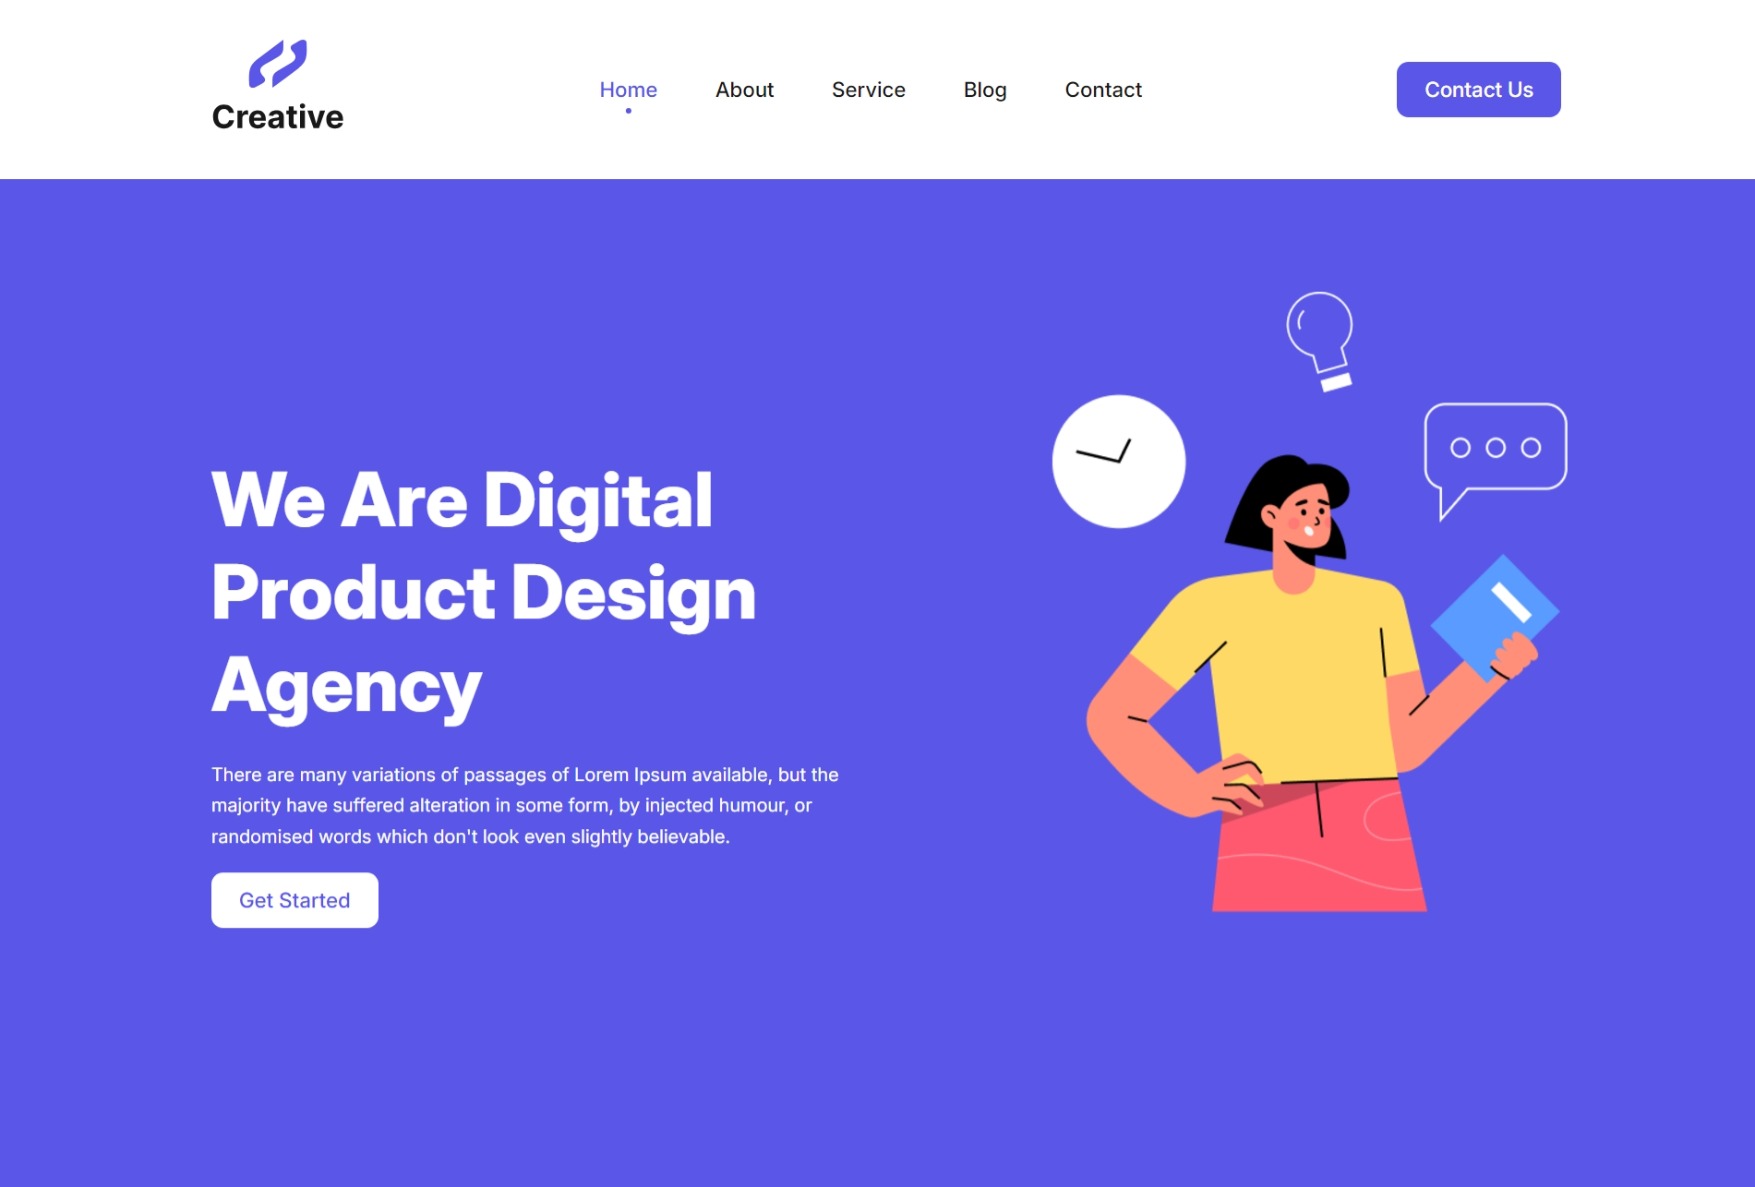 Creative
Home
About
Service
Blog
Contact
Contact Us
We Are Digital
Product Design
Agency
There are many variations of passages of Lorem Ipsum available, but the
majority have suffered alteration in some form, by injected humour, or
randomised words which don't look even slightly believable.
Get Started